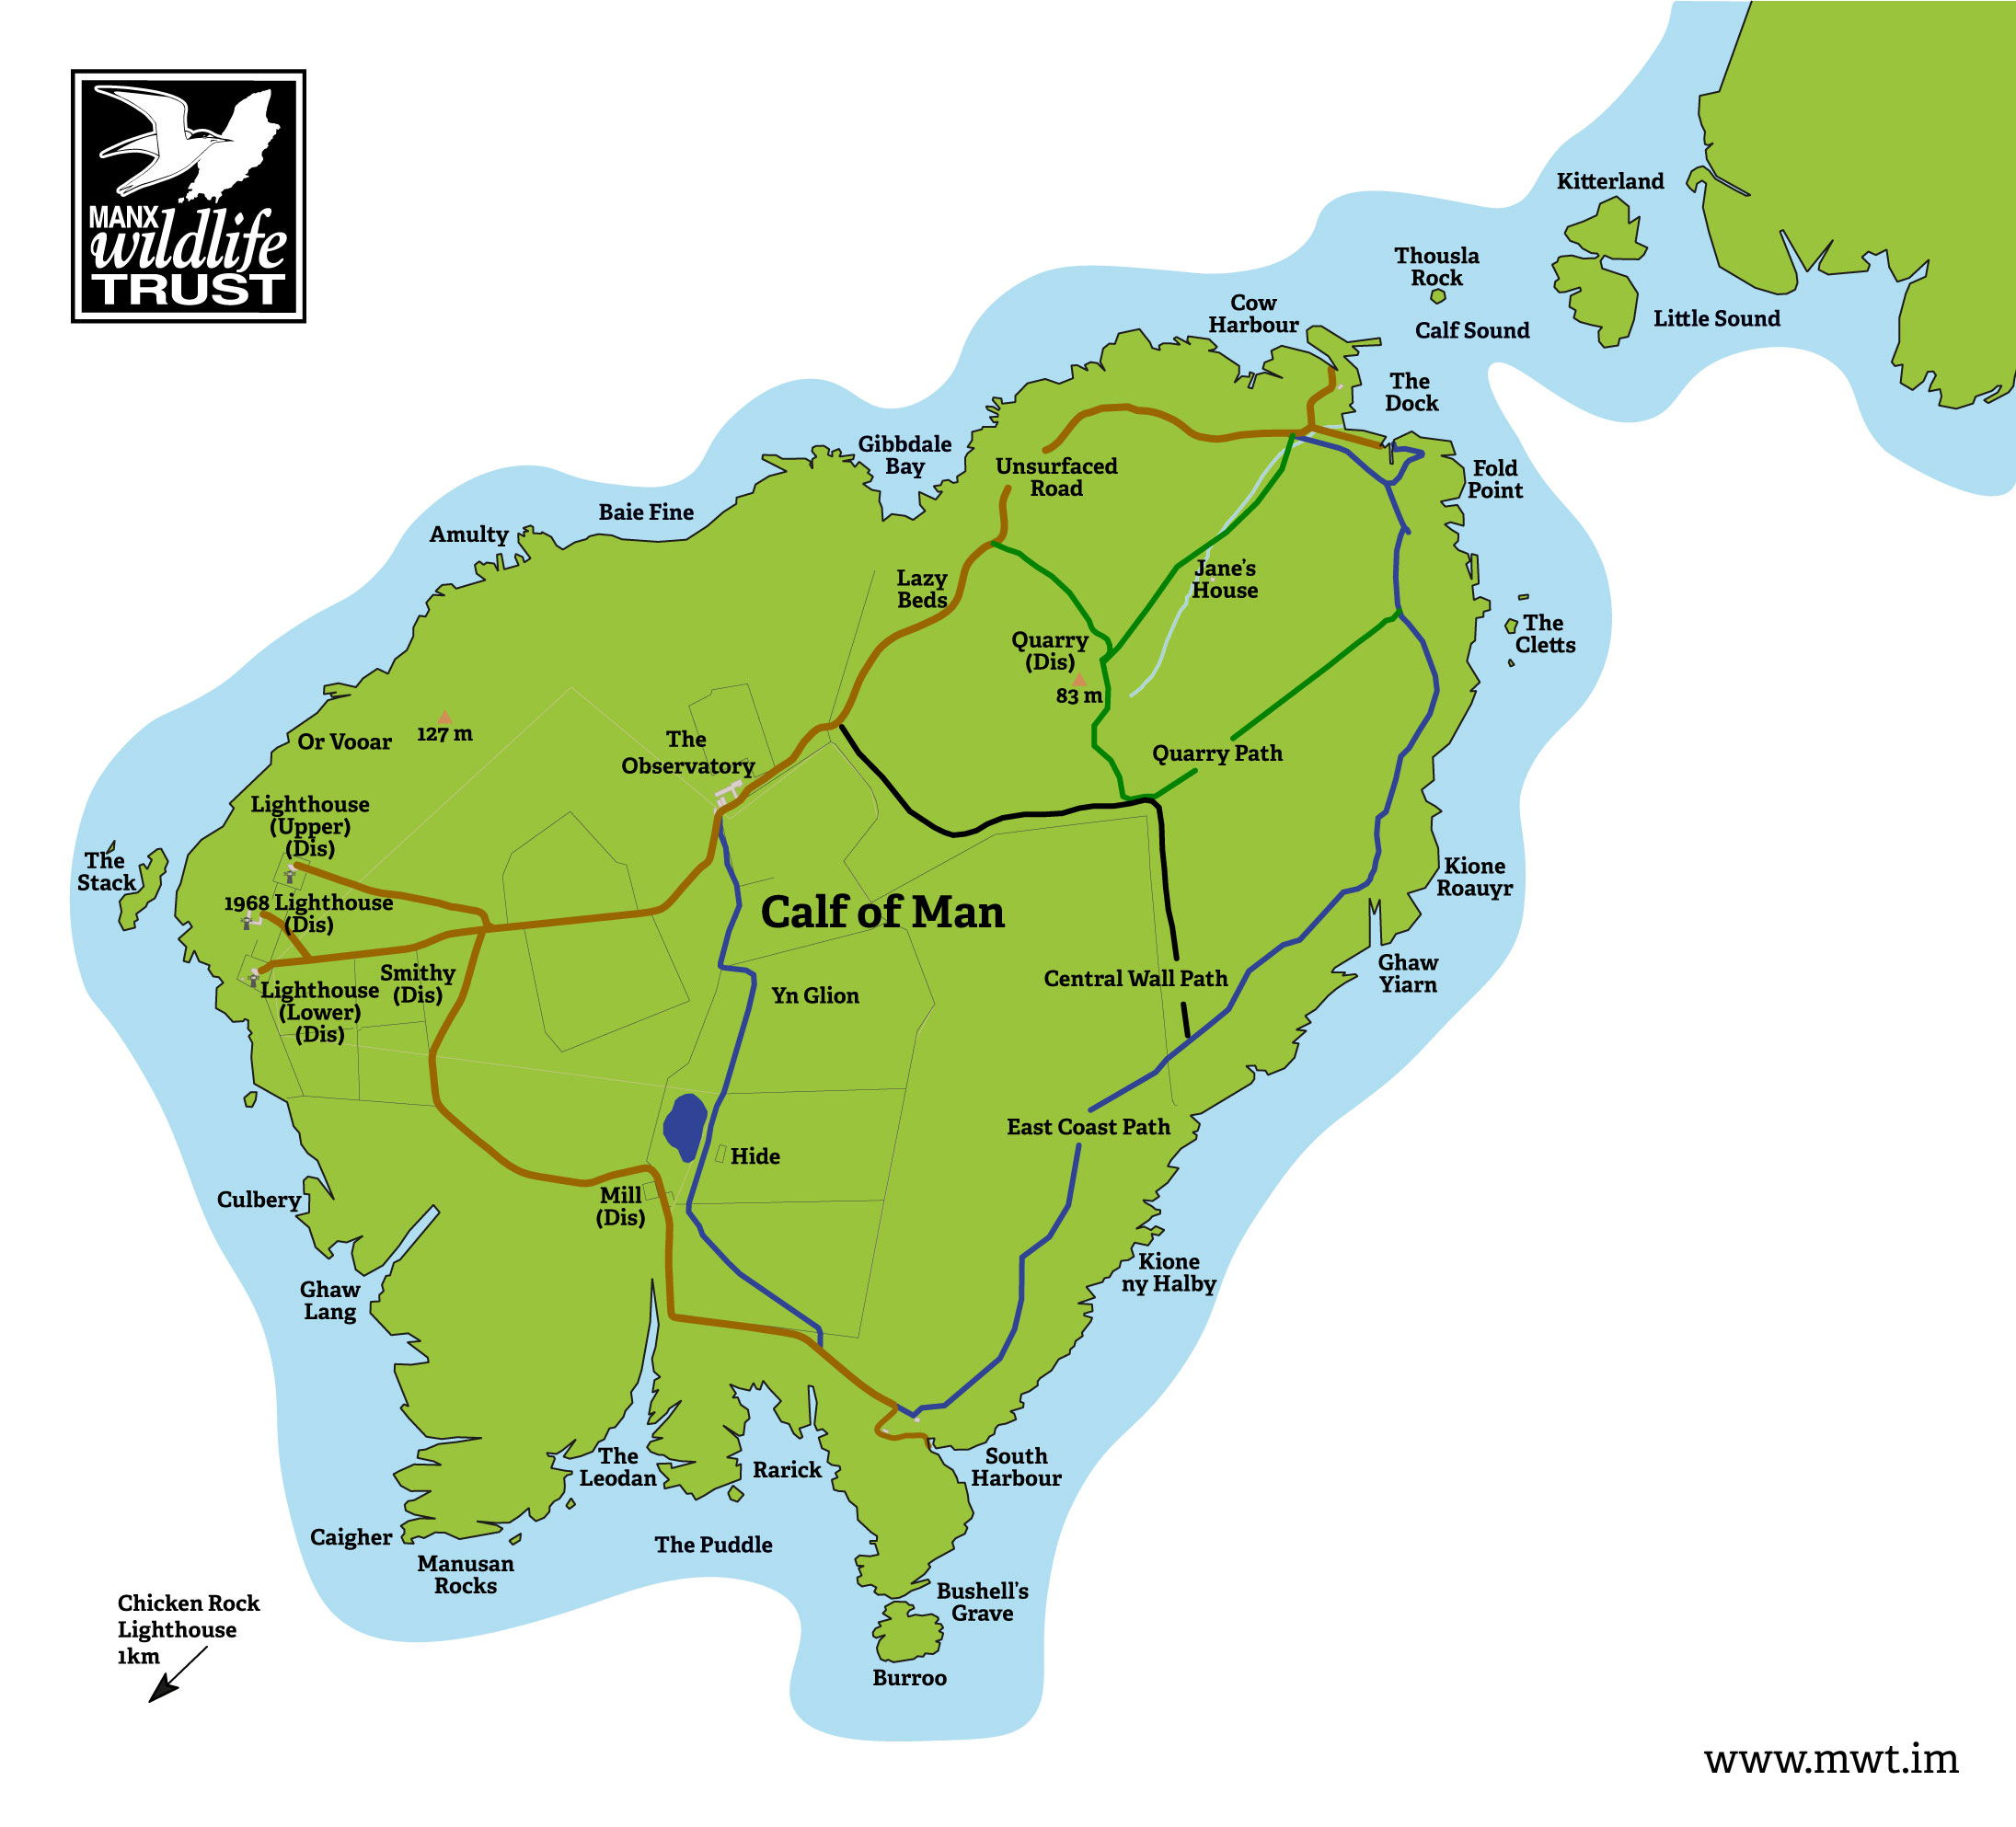 MANX
wildlife
TRUST
Kitterland
Thousla
Rock
Little Sound
Calf Sound
Cow
Harbour
The
Dock
Gibbdale
Bay
Unsurfaced
Road
Fold
Point
Baie Fine
Amulty
Lazy
Beds
Jane's
House
The
Cletts
Quarry
(Dis)
83 m
Or Vooar
127 m
The
Observatory
Quarry Path
Lighthouse
(Upper)
(Dis)
The
Stack
Kione
Roauyr
1968 Lighthouse
(Dis)
Calf of Man
Smithy
(Dis)
Central Wall Path
Ghaw
Yiarn
Lighthouse
(Lower)
(Dis)
Yn Glion
East Coast Path
Hide
Mill
(Dis)
Culbery
Kione
ny Halby
Ghaw
Lang
The
Leodan
Rarick
South
Harbour
Caigher
The Puddle
Manusan
Rocks
Bushell's
Grave
Chicken Rock
Lighthouse
1km
Burroo
www.mwt.im